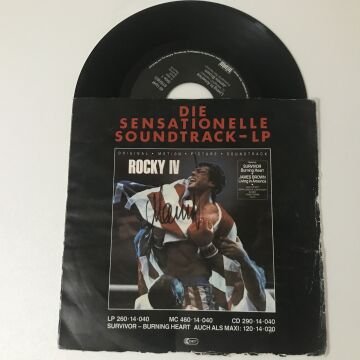 DIE
SENSATIONELLE
SOUNDTRACK-LP
ORIGINAL • MOTION • PICTURE • SOUNDTRACK
ROCKY IV
SURVIVOR
Burning Heart
JAMES BROWN
Living in America
LP 260·14·040 MC 460·14·040 CD 290·14·040
SURVIVOR – BURNING HEART AUCH ALS MAXI: 120·14·020